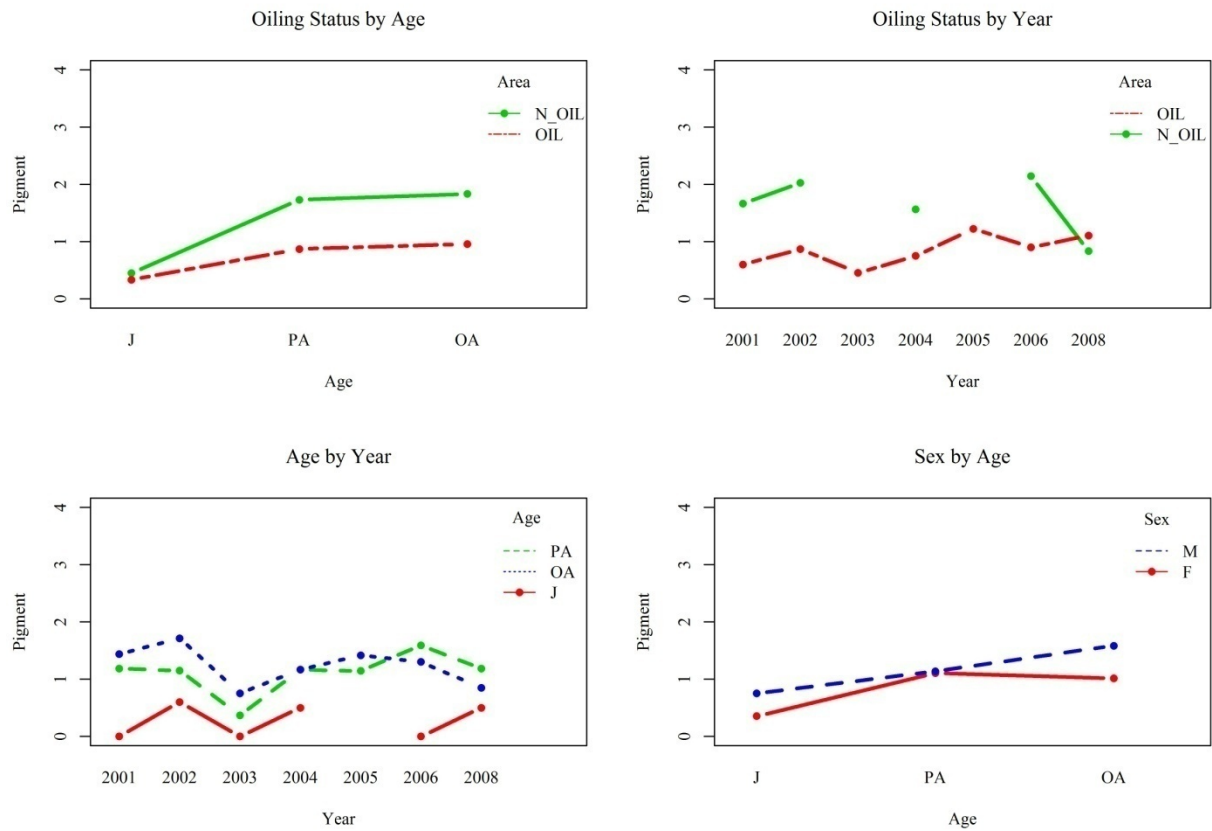 Oiling Status by Age
Pigment
4
3
2
1
0
Area
N_OIL
OIL
J PA OA
Age
Oiling Status by Year
Pigment
4
3
2
1
0
Area
OIL
N_OIL
2001 2002 2003 2004 2005 2006 2008
Year
Age by Year
Pigment
4
3
2
1
0
Age
PA
OA
J
2001 2002 2003 2004 2005 2006 2008
Year
Sex by Age
Pigment
4
3
2
1
0
Sex
M
F
J PA OA
Age